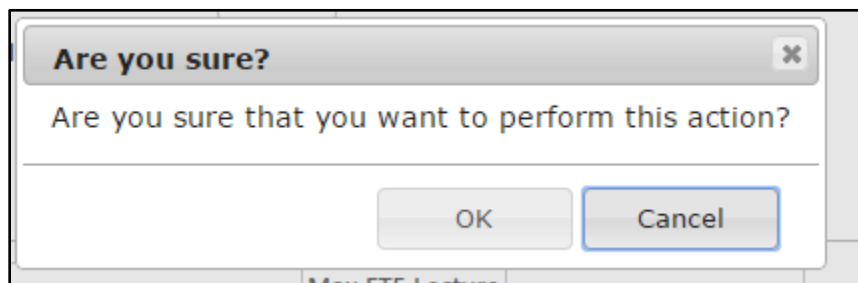 Are you sure?
Are you sure that you want to perform this action?
OK
Cancel